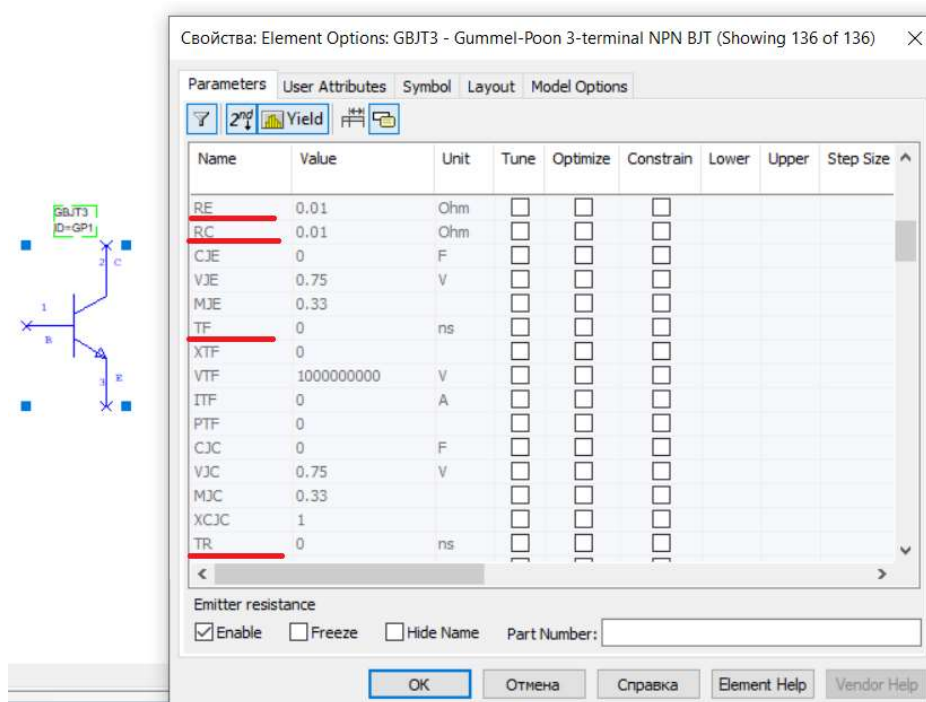 Свойства: Element Options: GBJT3 - Gummel-Poon 3-terminal NPN BJT (Showing 136 of 136)
Parameters User Attributes Symbol Layout Model Options
2nd Yield
Name Value Unit Tune Optimize Constrain Lower Upper Step Size
RE 0.01 Ohm
RC 0.01 Ohm
CJE 0 F
VJE 0.75 V
MJE 0.33
TF 0 ns
XTF 0
VTF 1000000000 V
ITF 0 A
PTF 0
CJC 0 F
VJC 0.75 V
MJC 0.33
XCJC 1
TR 0 ns
Emitter resistance
Enable Freeze Hide Name Part Number:
OK Отмена Справка Element Help Vendor Help
GBJT3
ID=GP1
2 C
1
B
3 E